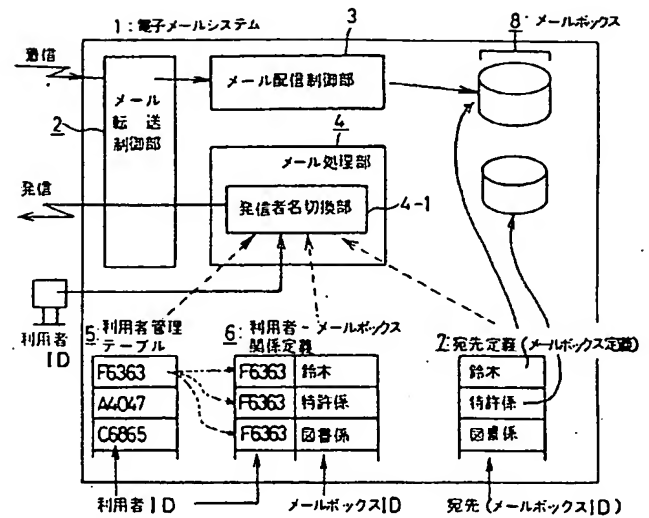 1:電子メールシステム
8:メールボックス
着信
3
メール配信制御部
2
メール
転送
制御部
4
メール処理部
発信者名切換部
4-1
発信
利用者
ID
5:利用者管理
テーブル
F6363
A4047
C6865
6:利用者-メールボックス
関係定義
F6363 鈴木
F6363 特許係
F6363 図書係
7:宛先定義(メールボックス定義)
鈴木
特許係
図書係
利用者ID
メールボックスID
宛先(メールボックスID)